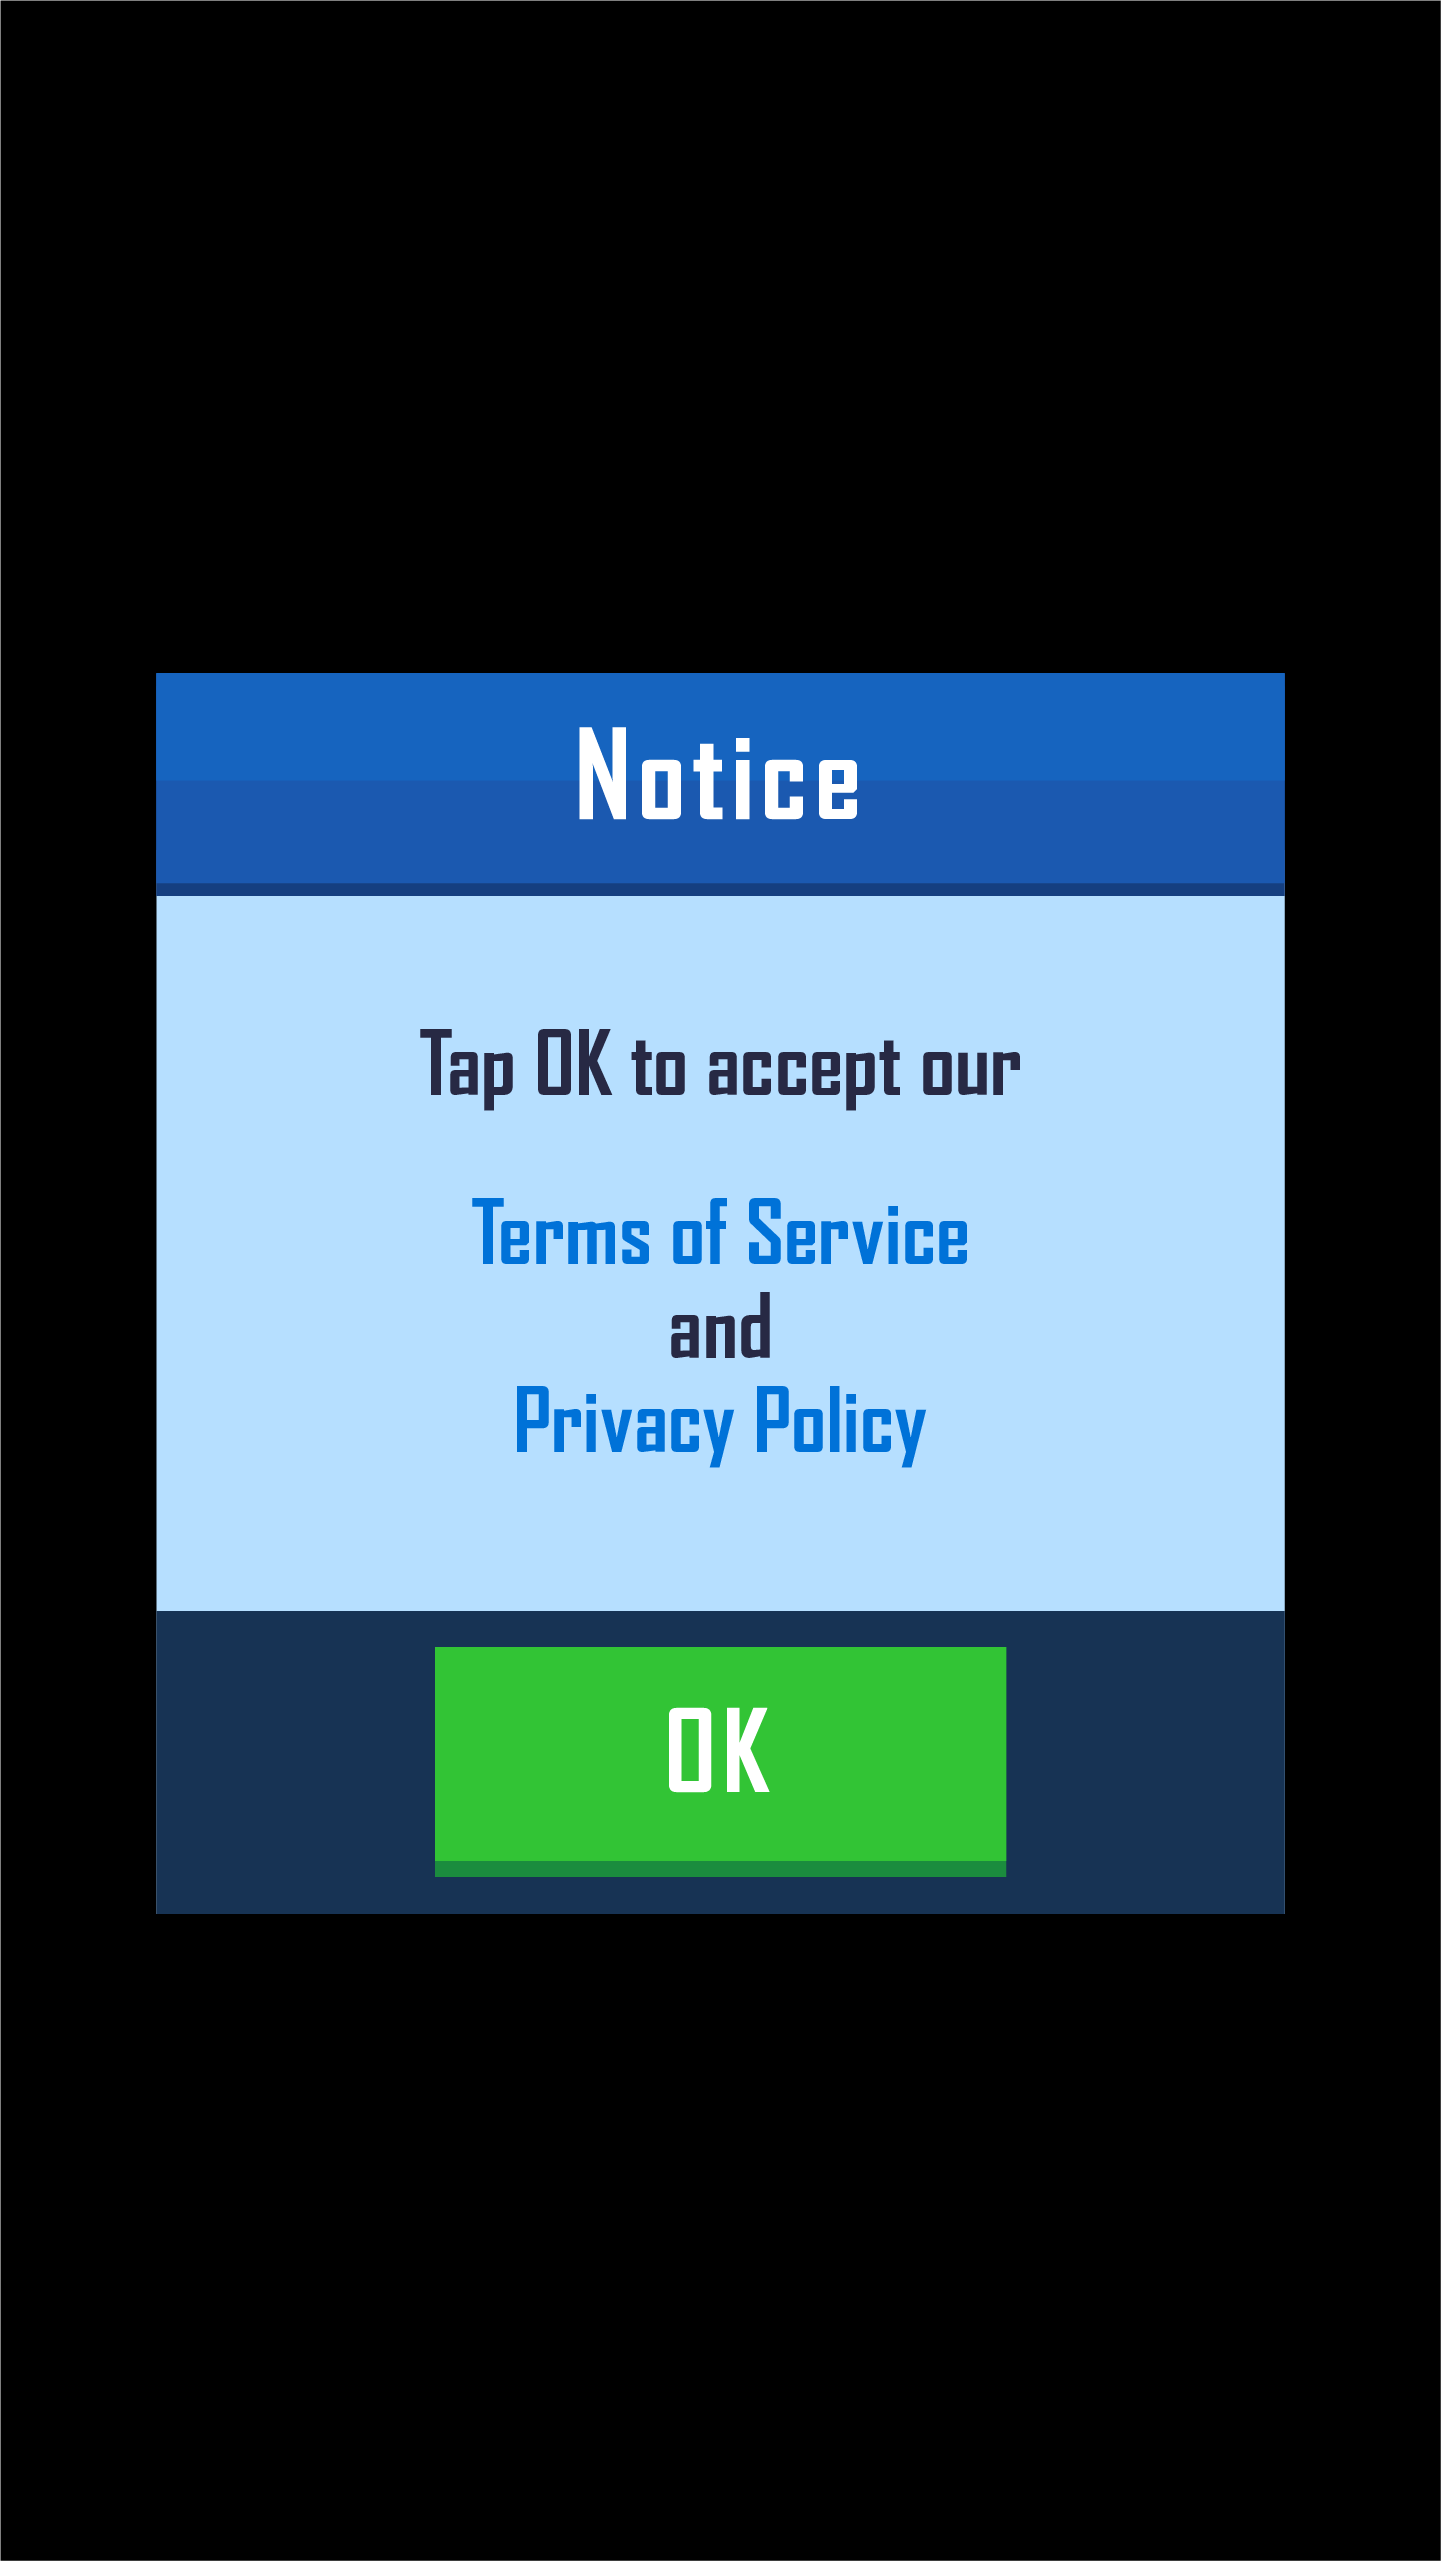 Notice
Tap OK to accept our
Terms of Service
and
Privacy Policy
OK